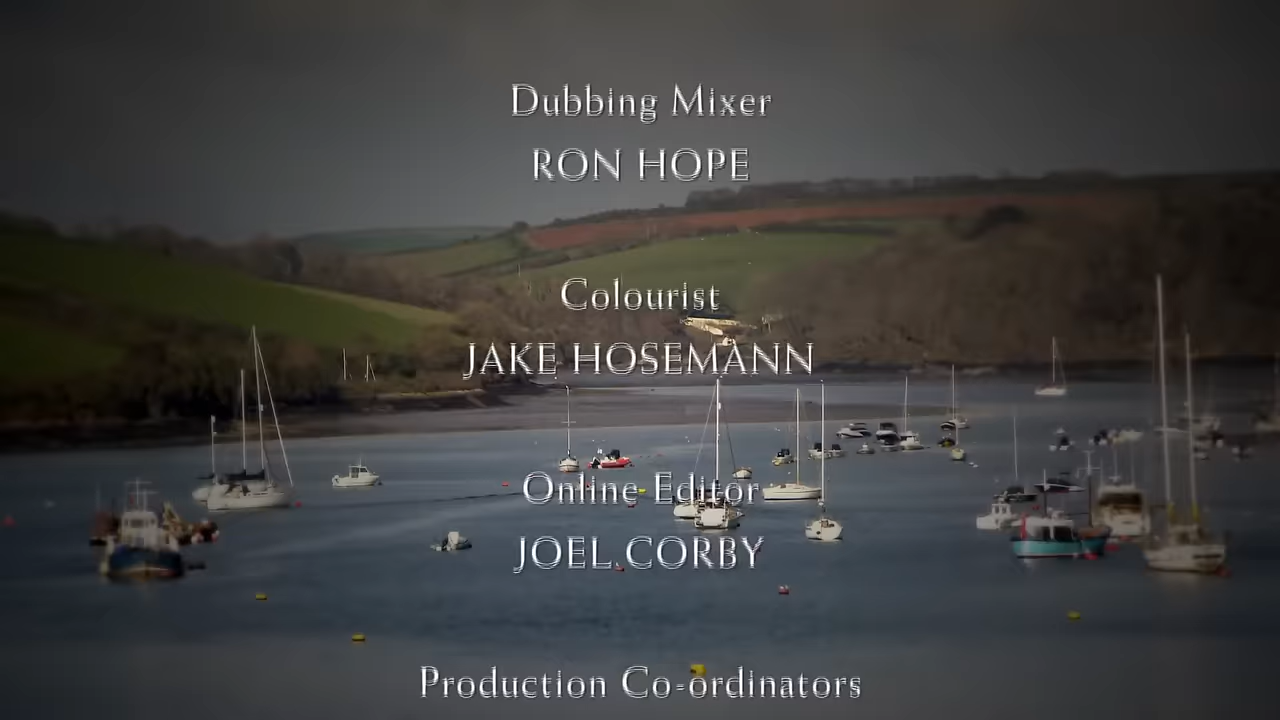 Dubbing Mixer
RON HOPE
Colourist
JAKE HOSEMANN
Online Editor
JOEL CORBY
Production Co-ordinators